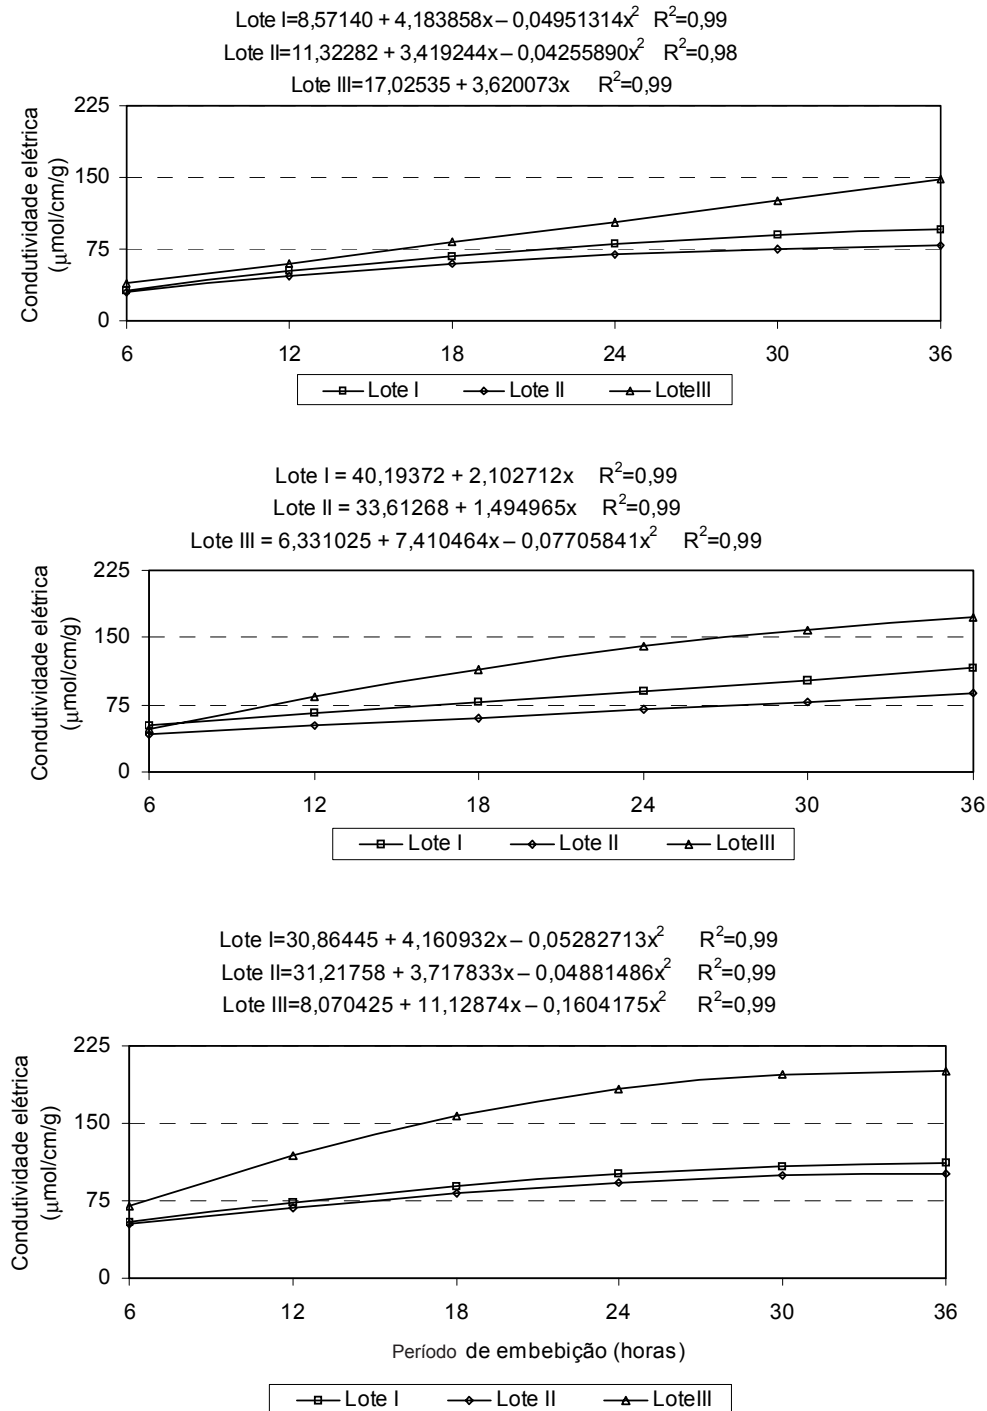 Lote I=8,57140 + 4,183858x – 0,04951314x² R²=0,99
Lote II=11,32282 + 3,419244x – 0,04255890x² R²=0,98
Lote III=17,02535 + 3,620073x R²=0,99
Condutividade elétrica
(μmol/cm/g)
225
150
75
0
6 12 18 24 30 36
Lote I Lote II LoteIII
Lote I = 40,19372 + 2,102712x R²=0,99
Lote II = 33,61268 + 1,494965x R²=0,99
Lote III = 6,331025 + 7,410464x – 0,07705841x² R²=0,99
Condutividade elétrica
(μmol/cm/g)
225
150
75
0
6 12 18 24 30 36
Lote I Lote II LoteIII
Lote I=30,86445 + 4,160932x – 0,05282713x² R²=0,99
Lote II=31,21758 + 3,717833x – 0,04881486x² R²=0,99
Lote III=8,070425 + 11,12874x – 0,1604175x² R²=0,99
Condutividade elétrica
(μmol/cm/g)
225
150
75
0
6 12 18 24 30 36
Período de embebição (horas)
Lote I Lote II LoteIII